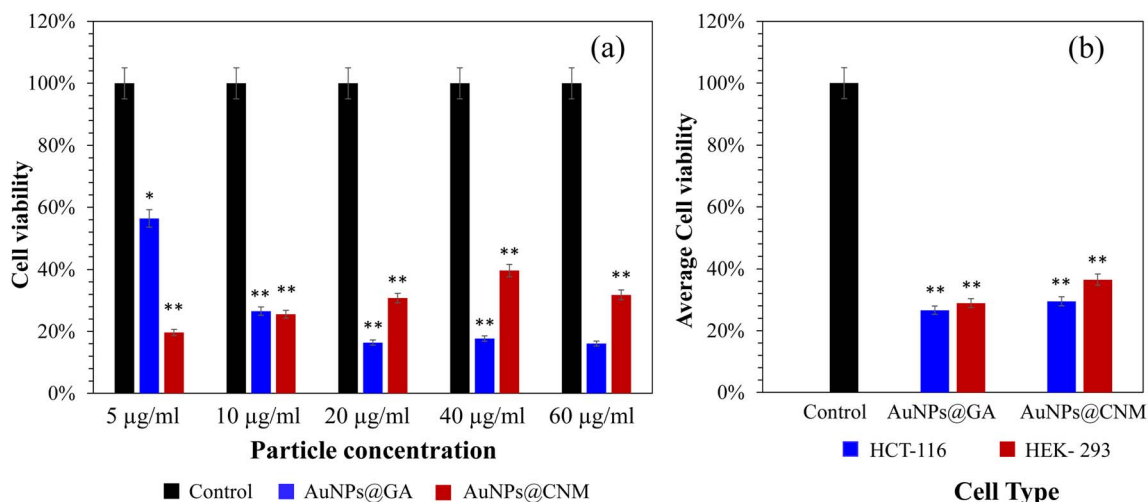 120%
100%
80%
60%
40%
20%
0%
Cell viability
(a)
*
**
**
**
**
**
**
**
**
5 µg/ml 10 µg/ml 20 µg/ml 40 µg/ml 60 µg/ml
Particle concentration
Control AuNPs@GA AuNPs@CNM
120%
100%
80%
60%
40%
20%
0%
Average Cell viability
(b)
**
**
**
**
Control AuNPs@GA AuNPs@CNM
HCT-116 HEK- 293
Cell Type